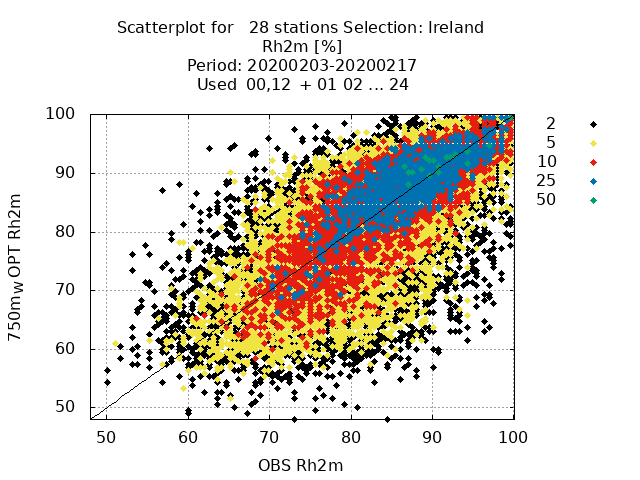 Scatterplot for 28 stations Selection: Ireland
Rh2m [%]
Period: 20200203-20200217
Used 00,12 + 01 02 ... 24
750m_W OPT Rh2m
100
90
80
70
60
50
50 60 70 80 90 100
OBS Rh2m
2
5
10
25
50